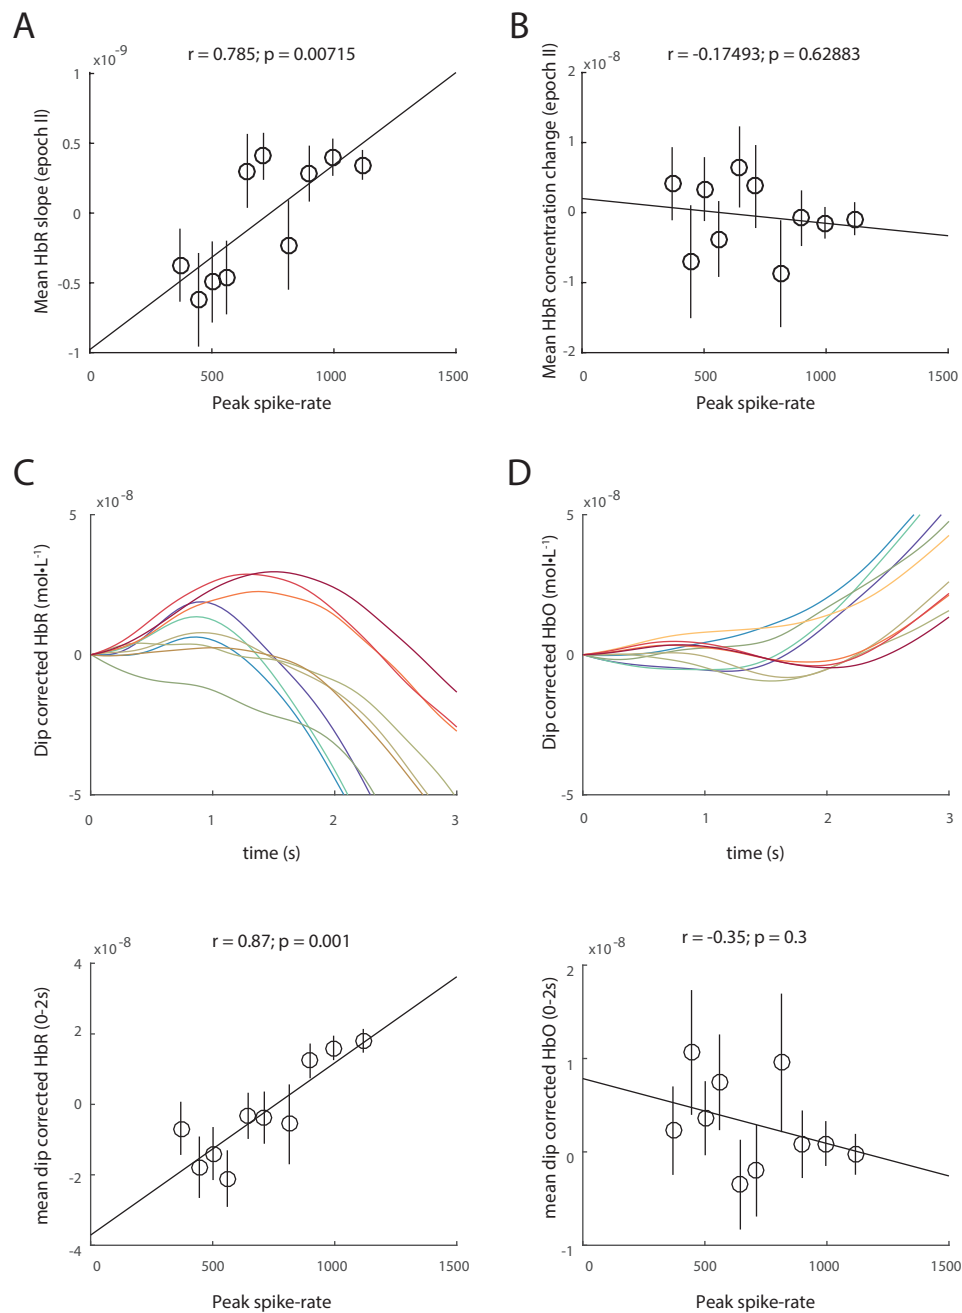 A
r = 0.785; p = 0.00715
x10⁻⁹
Mean HbR slope (epoch II)
1
0.5
0
-0.5
-1
0 500 1000 1500
Peak spike-rate
B
r = -0.17493; p = 0.62883
x10⁻⁸
Mean HbR concentration change (epoch II)
2
1
0
-1
-2
0 500 1000 1500
Peak spike-rate
C
x10⁻⁸
Dip corrected HbR (mol•L⁻¹)
5
0
-5
0 1 2 3
time (s)
D
x10⁻⁸
Dip corrected HbO (mol•L⁻¹)
5
0
-5
0 1 2 3
time (s)
r = 0.87; p = 0.001
x10⁻⁸
mean dip corrected HbR (0-2s)
4
2
0
-2
-4
0 500 1000 1500
Peak spike-rate
r = -0.35; p = 0.3
x10⁻⁸
mean dip corrected HbO (0-2s)
2
1
0
-1
0 500 1000 1500
Peak spike-rate